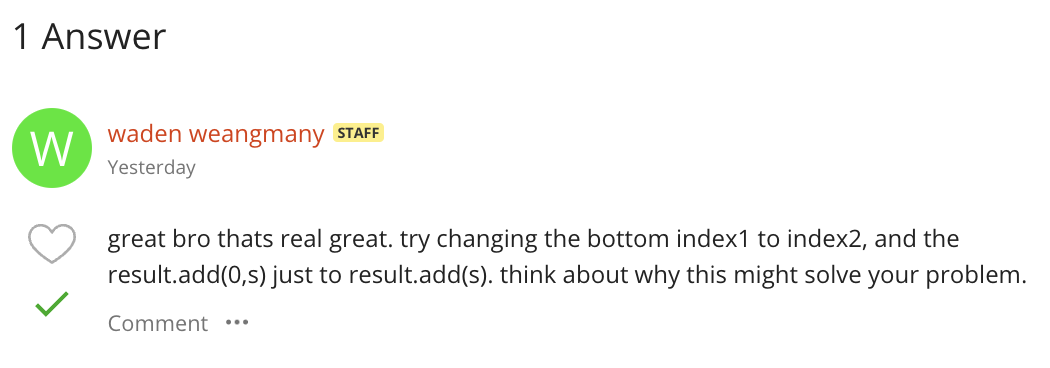 1 Answer
W
waden weangmany STAFF
Yesterday
great bro thats real great. try changing the bottom index1 to index2, and the
result.add(0,s) just to result.add(s). think about why this might solve your problem.
Comment